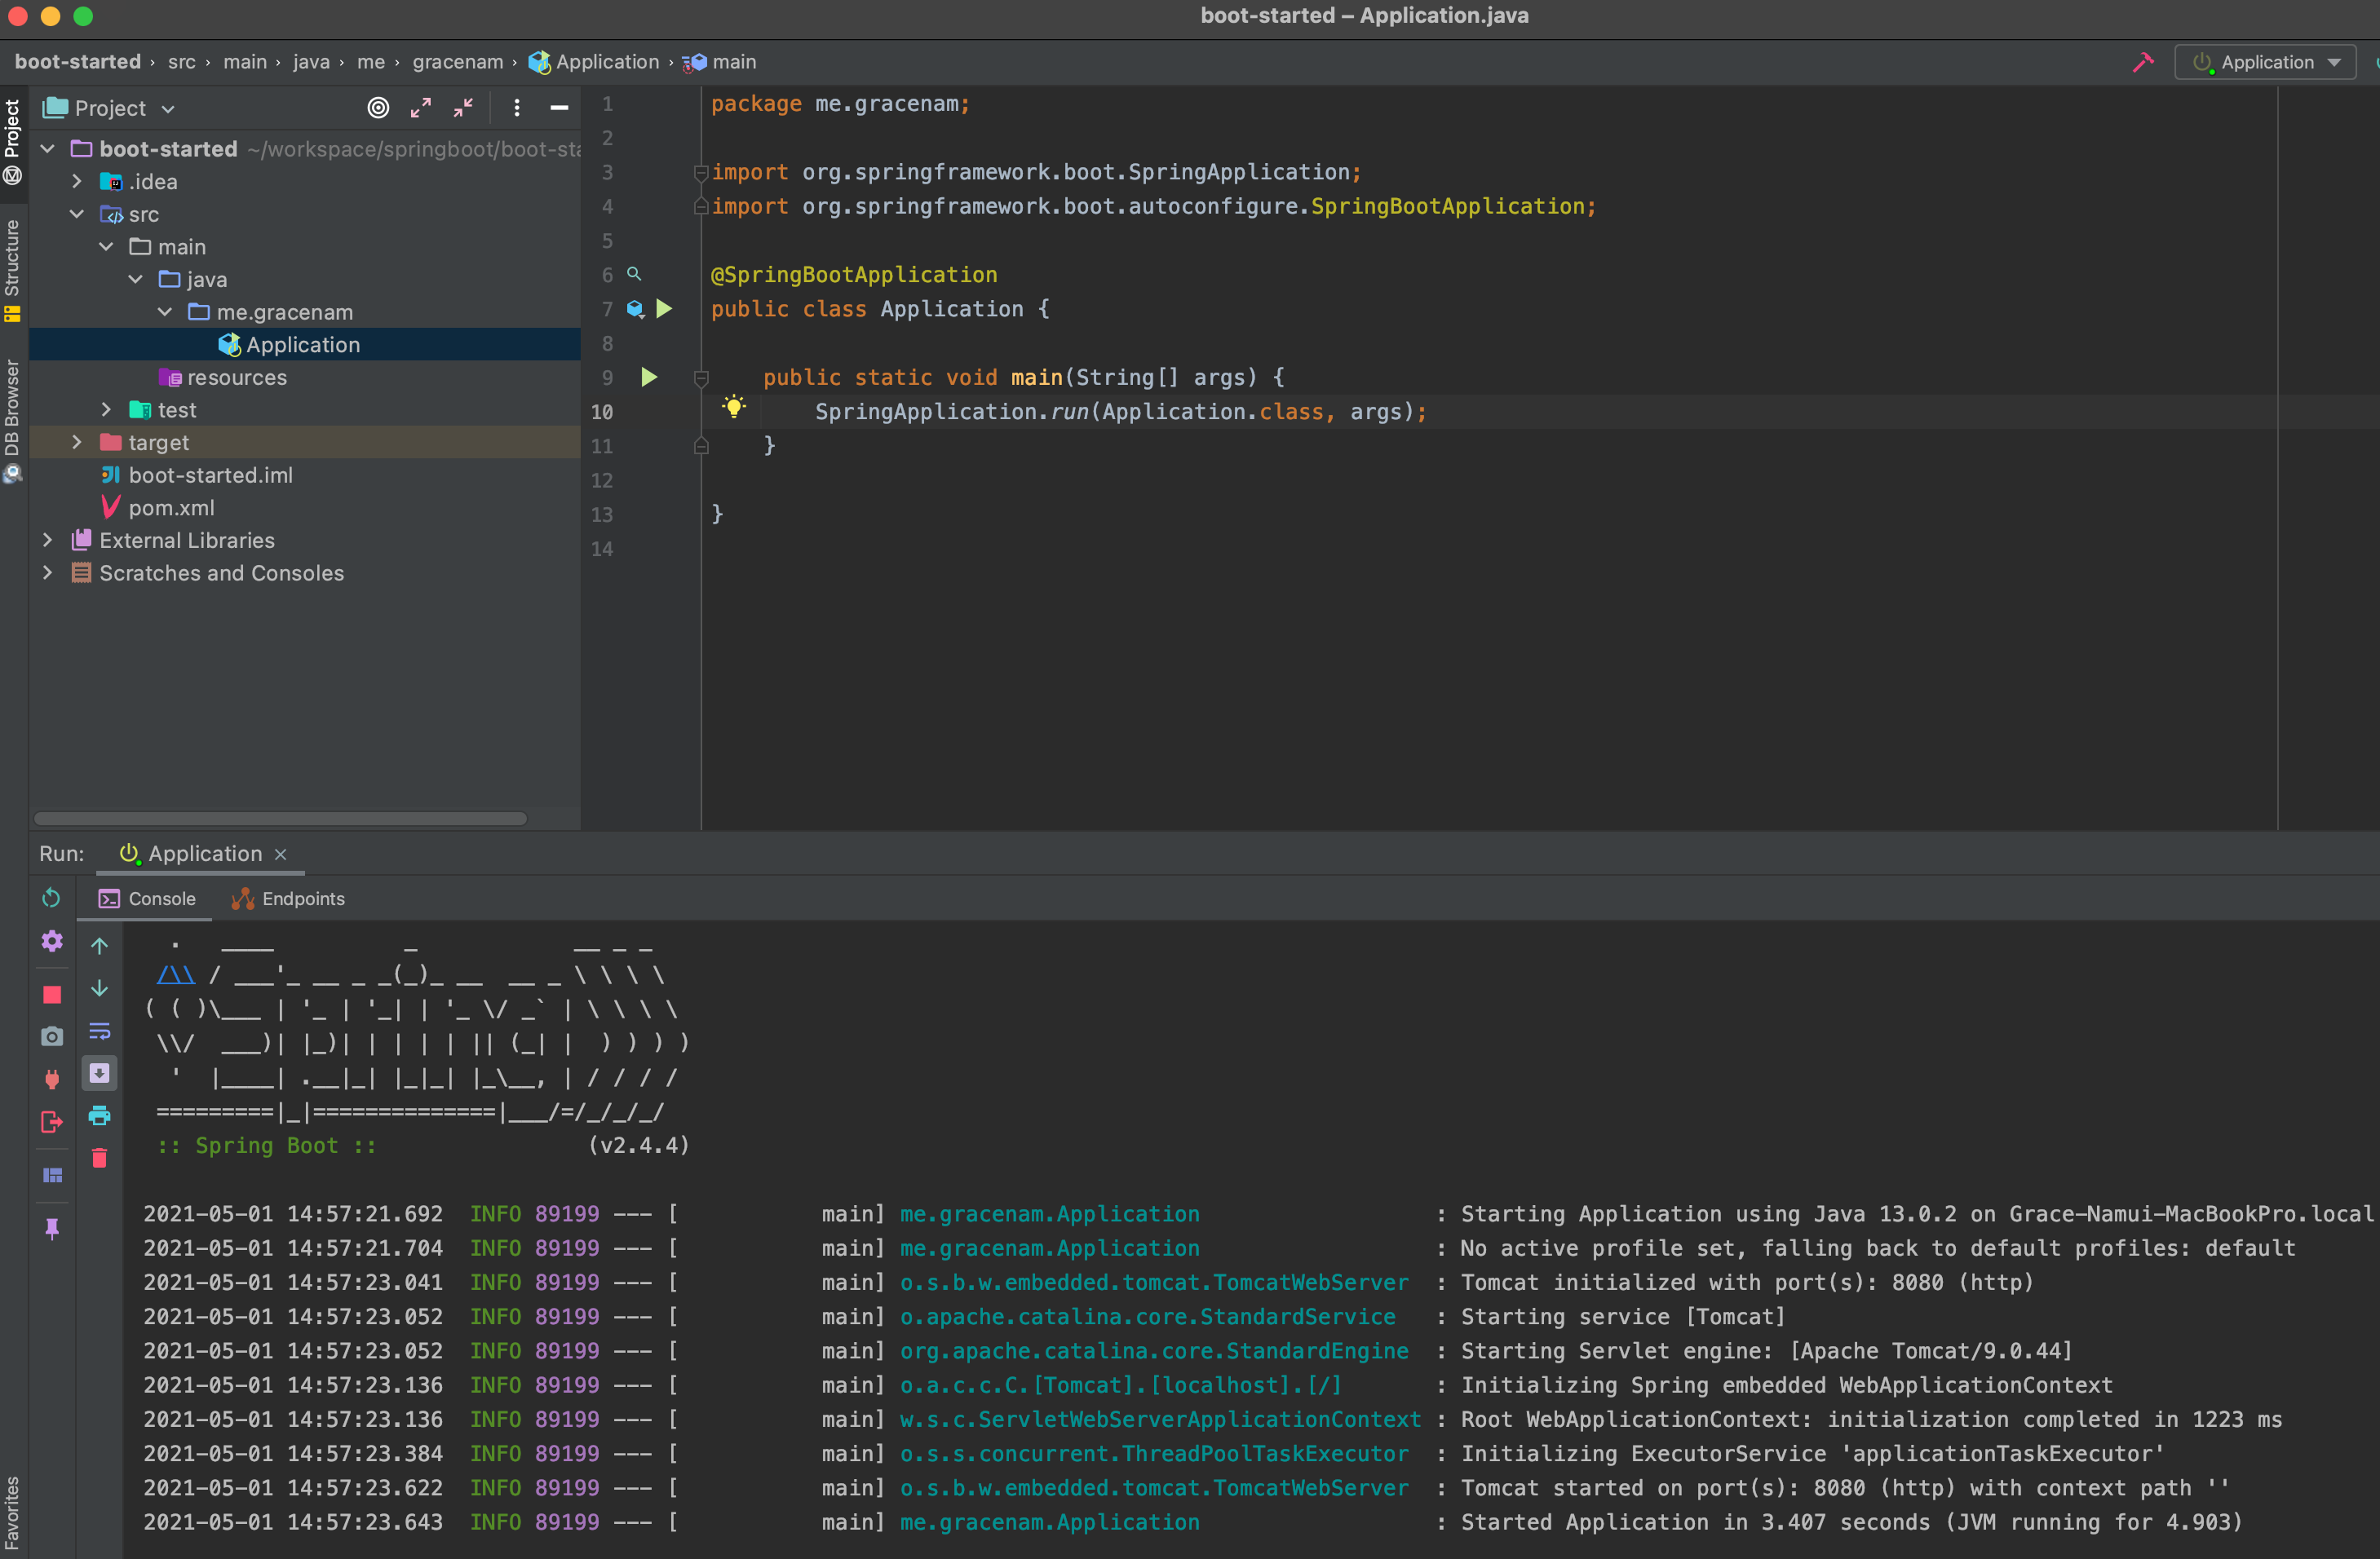 boot-started – Application.java
boot-started › src › main › java › me › gracenam › Application › main
Application
Project
Project
Structure
DB Browser
Favorites
boot-started ~/workspace/springboot/boot-sta
.idea
src
main
java
me.gracenam
Application
resources
test
target
boot-started.iml
pom.xml
External Libraries
Scratches and Consoles
1 package me.gracenam;
2
3 import org.springframework.boot.SpringApplication;
4 import org.springframework.boot.autoconfigure.SpringBootApplication;
5
6 @SpringBootApplication
7 public class Application {
8
9     public static void main(String[] args) {
10         SpringApplication.run(Application.class, args);
11     }
12
13 }
14
Run: Application ×
Console Endpoints
  .   ____          _            __ _ _
 /\\ / ___'_ __ _ _(_)_ __  __ _ \ \ \ \
( ( )\___ | '_ | '_| | '_ \/ _` | \ \ \ \
 \\/  ___)| |_)| | | | | || (_| |  ) ) ) )
  '  |____| .__|_| |_|_| |_\__, | / / / /
 =========|_|==============|___/=/_/_/_/
 :: Spring Boot ::                (v2.4.4)
2021-05-01 14:57:21.692  INFO 89199 --- [           main] me.gracenam.Application                  : Starting Application using Java 13.0.2 on Grace-Namui-MacBookPro.local
2021-05-01 14:57:21.704  INFO 89199 --- [           main] me.gracenam.Application                  : No active profile set, falling back to default profiles: default
2021-05-01 14:57:23.041  INFO 89199 --- [           main] o.s.b.w.embedded.tomcat.TomcatWebServer  : Tomcat initialized with port(s): 8080 (http)
2021-05-01 14:57:23.052  INFO 89199 --- [           main] o.apache.catalina.core.StandardService   : Starting service [Tomcat]
2021-05-01 14:57:23.052  INFO 89199 --- [           main] org.apache.catalina.core.StandardEngine  : Starting Servlet engine: [Apache Tomcat/9.0.44]
2021-05-01 14:57:23.136  INFO 89199 --- [           main] o.a.c.c.C.[Tomcat].[localhost].[/]       : Initializing Spring embedded WebApplicationContext
2021-05-01 14:57:23.136  INFO 89199 --- [           main] w.s.c.ServletWebServerApplicationContext : Root WebApplicationContext: initialization completed in 1223 ms
2021-05-01 14:57:23.384  INFO 89199 --- [           main] o.s.s.concurrent.ThreadPoolTaskExecutor  : Initializing ExecutorService 'applicationTaskExecutor'
2021-05-01 14:57:23.622  INFO 89199 --- [           main] o.s.b.w.embedded.tomcat.TomcatWebServer  : Tomcat started on port(s): 8080 (http) with context path ''
2021-05-01 14:57:23.643  INFO 89199 --- [           main] me.gracenam.Application                  : Started Application in 3.407 seconds (JVM running for 4.903)